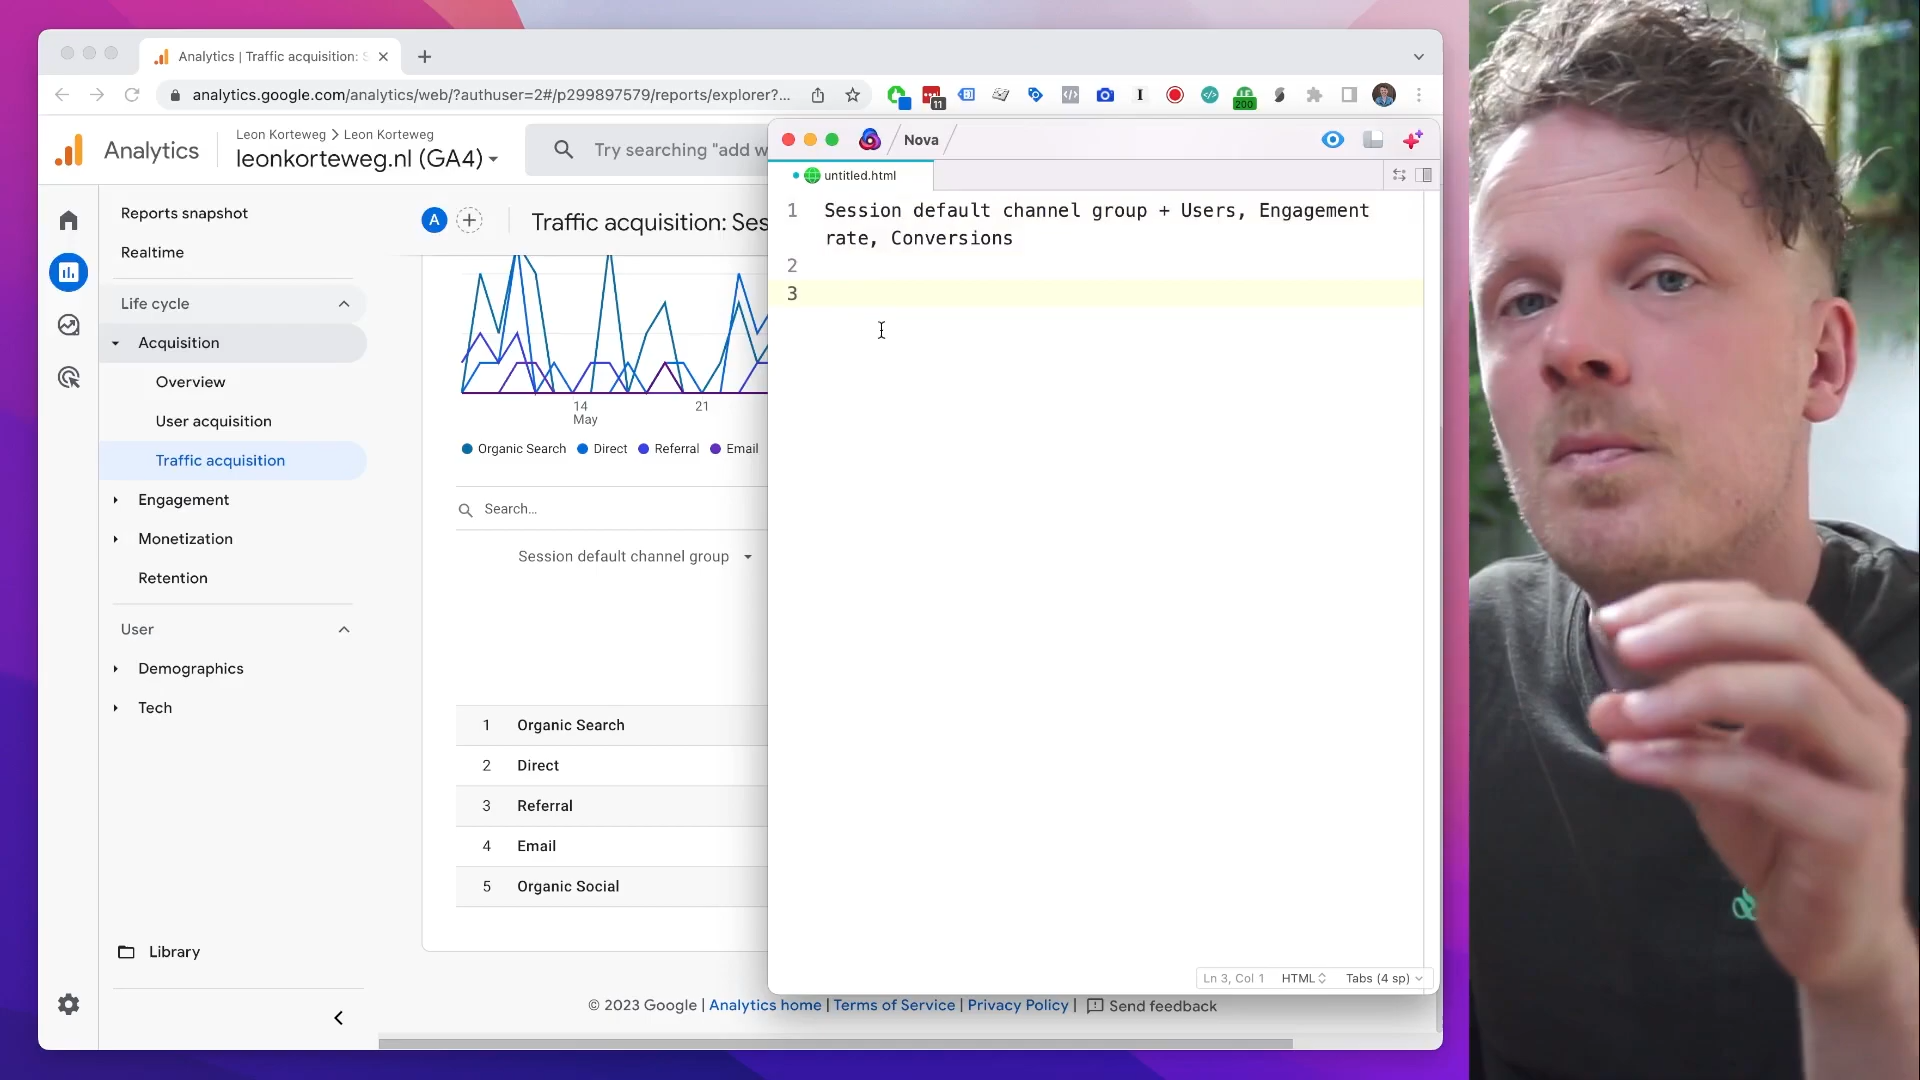 Analytics | Traffic acquisition: S
analytics.google.com/analytics/web/?authuser=2#/p299897579/reports/explorer?...
11
200
Analytics
Leon Korteweg > Leon Korteweg
leonkorteweg.nl (GA4)
Try searching "add w
Nova
untitled.html
1 Session default channel group + Users, Engagement
rate, Conversions
2
3
Ln 3, Col 1 HTML Tabs (4 sp)
Reports snapshot
Realtime
Life cycle
Acquisition
Overview
User acquisition
Traffic acquisition
Engagement
Monetization
Retention
User
Demographics
Tech
Library
A
Traffic acquisition: Ses
14
May
21
Organic Search Direct Referral Email
Search...
Session default channel group
1 Organic Search
2 Direct
3 Referral
4 Email
5 Organic Social
© 2023 Google | Analytics home | Terms of Service | Privacy Policy | Send feedback